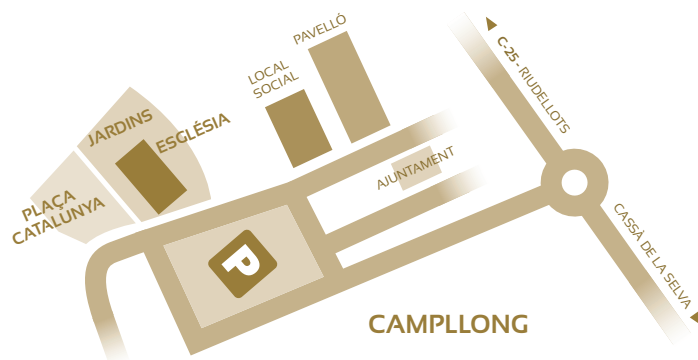 PAVELLÓ
LOCAL
SOCIAL
C-25 - RIUDELLOTS
JARDINS
ESGLÉSIA
AJUNTAMENT
PLAÇA
CATALUNYA
P
CASSÀ DE LA SELVA
CAMPLLONG